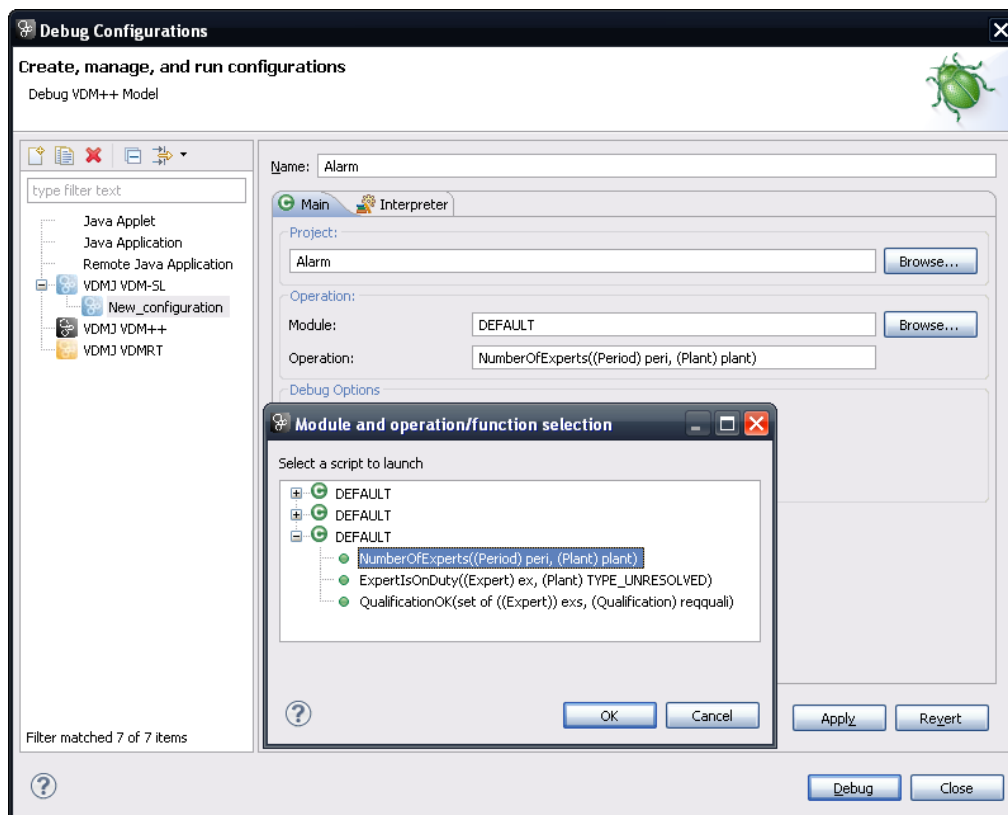 Debug Configurations
Create, manage, and run configurations
Debug VDM++ Model
type filter text
Java Applet
Java Application
Remote Java Application
VDMJ VDM-SL
New_configuration
VDMJ VDM++
VDMJ VDMRT
Filter matched 7 of 7 items
Name: Alarm
Main Interpreter
Project:
Alarm Browse...
Operation:
Module: DEFAULT Browse...
Operation: NumberOfExperts((Period) peri, (Plant) plant)
Debug Options
Module and operation/function selection
Select a script to launch
DEFAULT
DEFAULT
DEFAULT
NumberOfExperts((Period) peri, (Plant) plant)
ExpertIsOnDuty((Expert) ex, (Plant) TYPE_UNRESOLVED)
QualificationOK(set of ((Expert)) exs, (Qualification) reqquali)
OK Cancel
Apply Revert
Debug Close